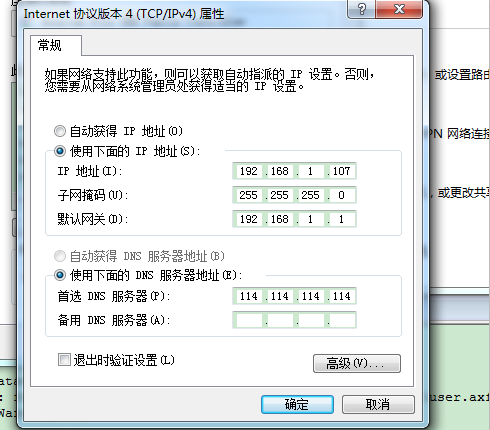 Internet 协议版本 4 (TCP/IPv4) 属性
常规
如果网络支持此功能，则可以获取自动指派的 IP 设置。否则，
您需要从网络系统管理员处获得适当的 IP 设置。
自动获得 IP 地址(O)
使用下面的 IP 地址(S):
IP 地址(I): 192 . 168 . 1 . 107
子网掩码(U): 255 . 255 . 255 . 0
默认网关(D): 192 . 168 . 1 . 1
自动获得 DNS 服务器地址(B)
使用下面的 DNS 服务器地址(E):
首选 DNS 服务器(P): 114 . 114 . 114 . 114
备用 DNS 服务器(A): . . .
退出时验证设置(L)
高级(V)...
确定 取消
或设置路由
PN 网络连接
，或更改共享
user.axf